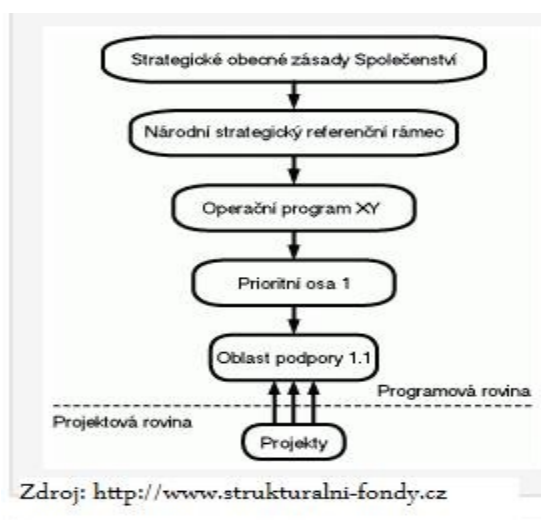 Strategické obecné zásady Společenství
Národní strategický referenční rámec
Operační program XY
Prioritní osa 1
Oblast podpory 1.1
Programová rovina
Projektová rovina
Projekty
Zdroj: http://www.strukturalni-fondy.cz